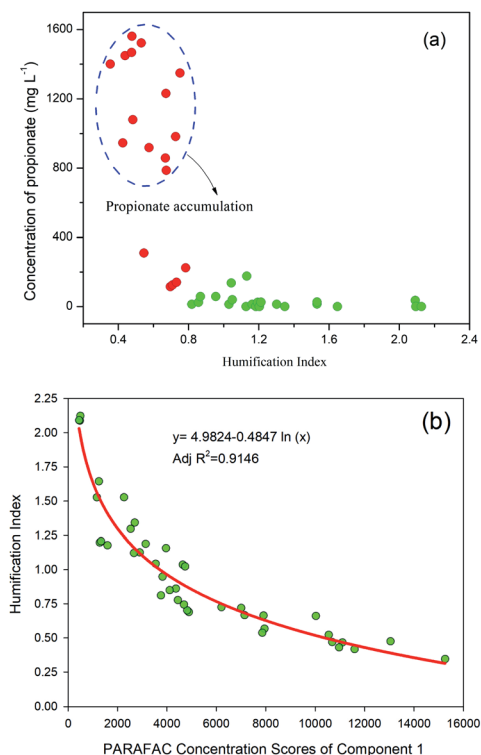 (a)
Concentration of propionate (mg L⁻¹)
1600
1200
800
400
0
Propionate accumulation
0.4 0.8 1.2 1.6 2.0 2.4
Humification Index
(b)
Humification Index
2.25
2.00
1.75
1.50
1.25
1.00
0.75
0.50
0.25
0.00
y= 4.9824-0.4847 ln (x)
Adj R²=0.9146
0 2000 4000 6000 8000 10000 12000 14000 16000
PARAFAC Concentration Scores of Component 1